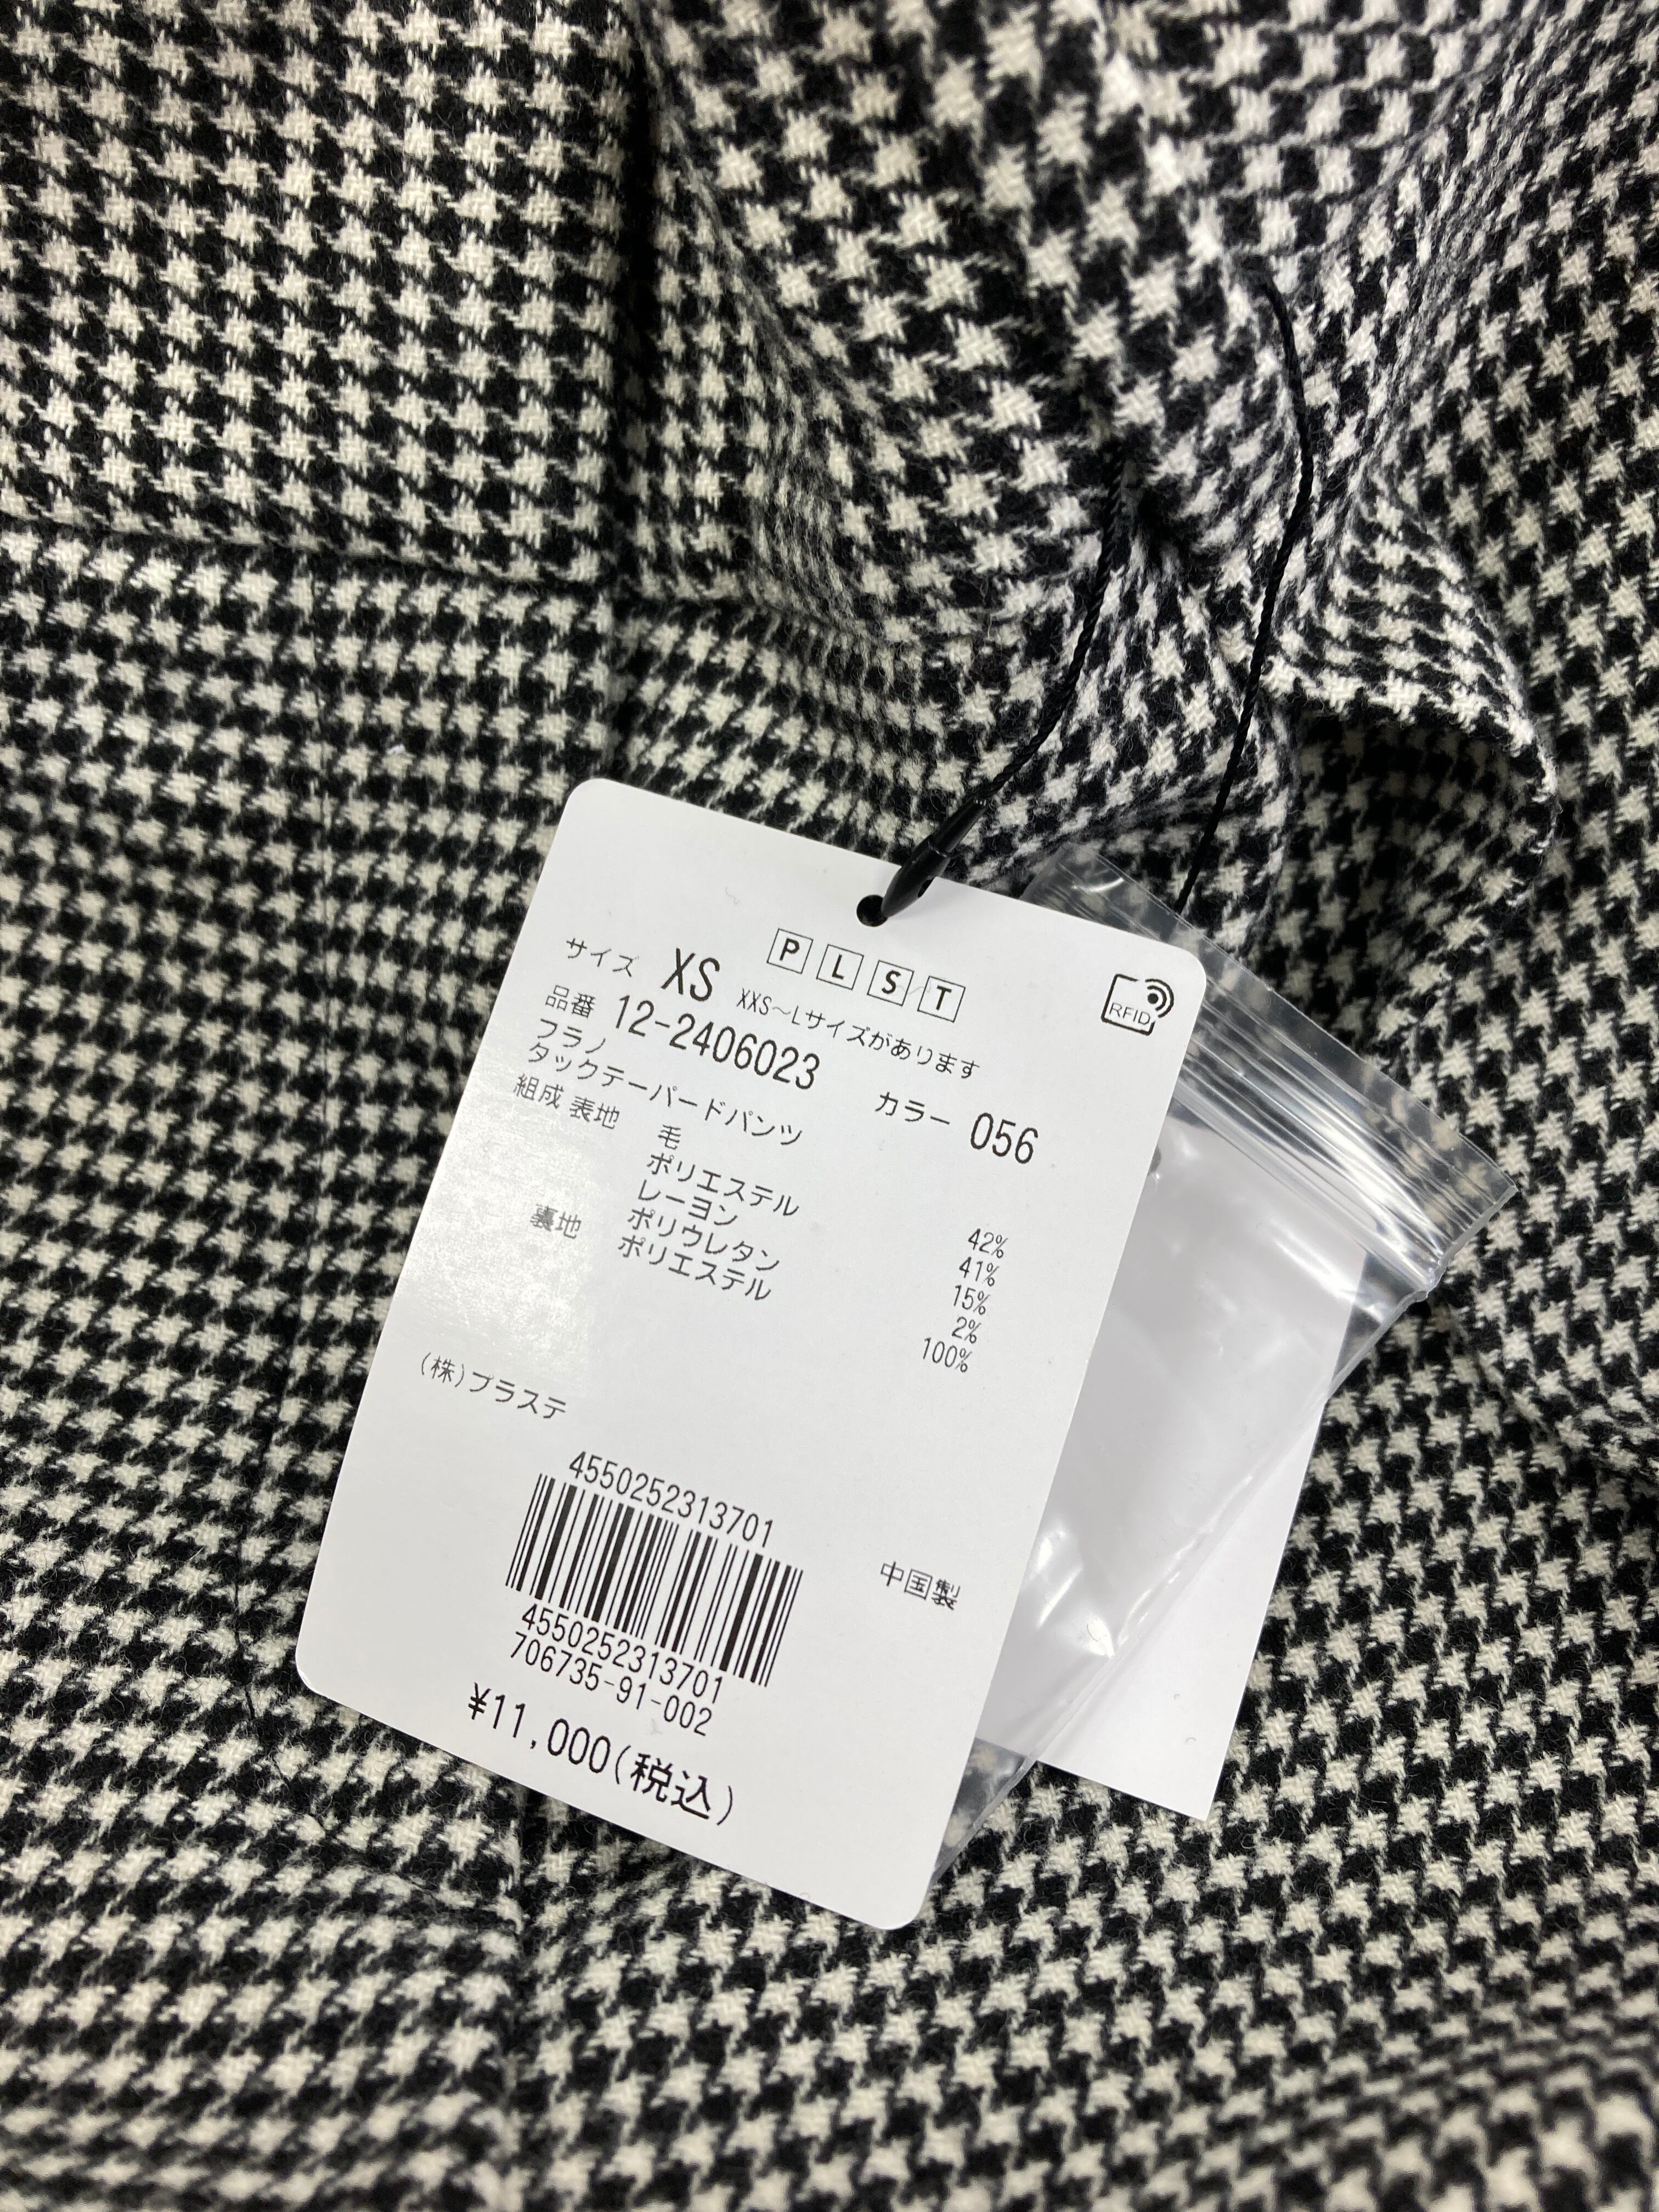 PLST
RFID
サイズ XS XXS～Lサイズがあります
品番 12-2406023 カラー 056
フラノ
タックテーパードパンツ
組成 表地 毛 42%
ポリエステル 41%
レーヨン 15%
ポリウレタン 2%
裏地 ポリエステル 100%
(株)プラステ
4550252313701
中国製
4550252313701
706735-91-002
¥11,000(税込)